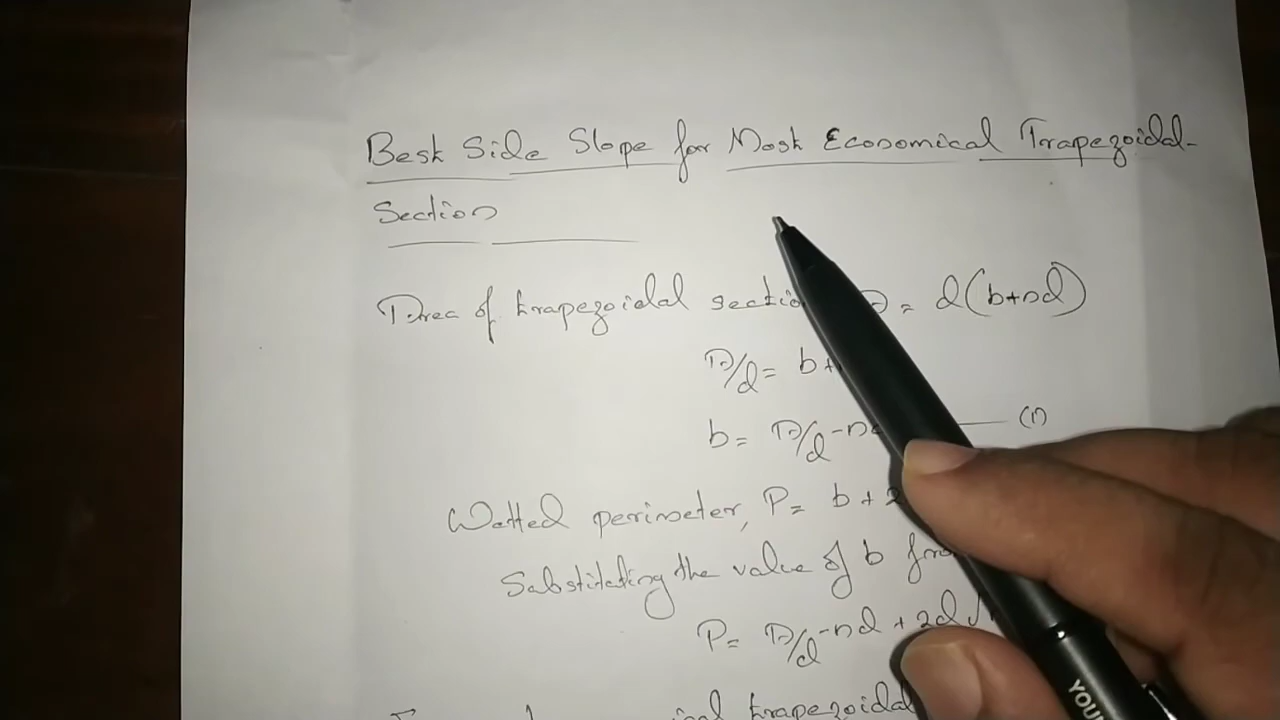 Best Side Slope for Most Economical Trapezoidal-
Section
Area of trapezoidal section A = d(b+nd)
A/d = b+
b = A/d - n (1)
Wetted perimeter, P = b + 2
Substituting the value of b
P = A/d - nd + 2d√
trapezoidal
YOU